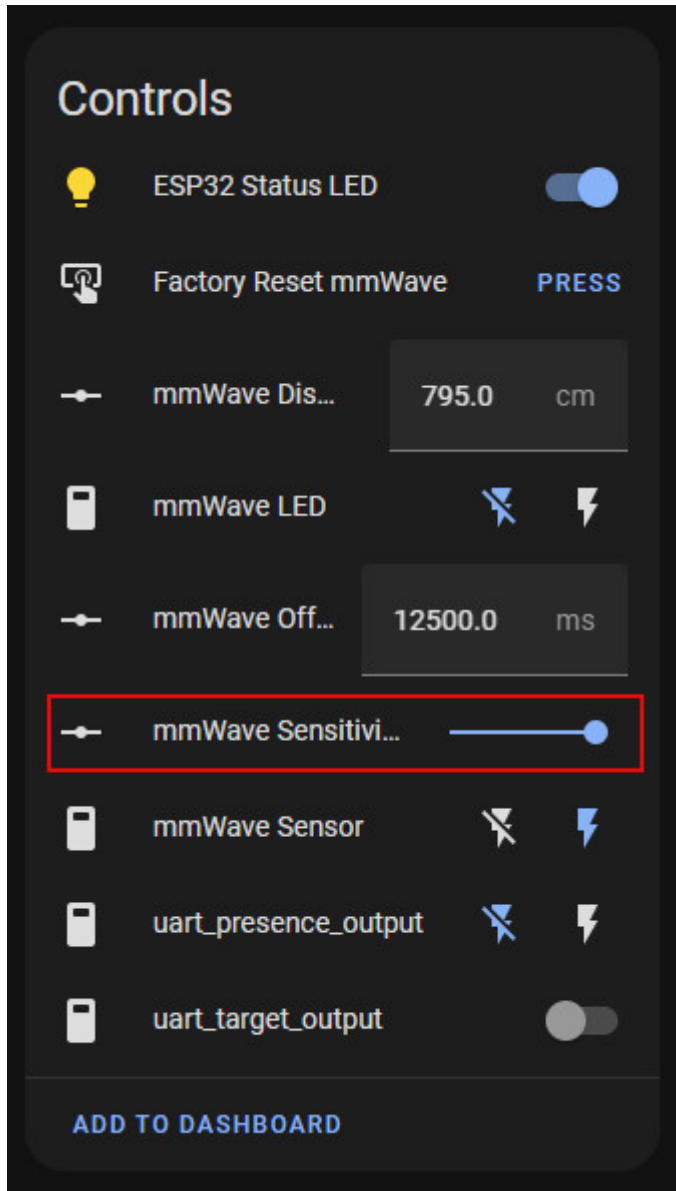 Controls
ESP32 Status LED
Factory Reset mmWave PRESS
mmWave Dis... 795.0 cm
mmWave LED
mmWave Off... 12500.0 ms
mmWave Sensitivi...
mmWave Sensor
uart_presence_output
uart_target_output
ADD TO DASHBOARD